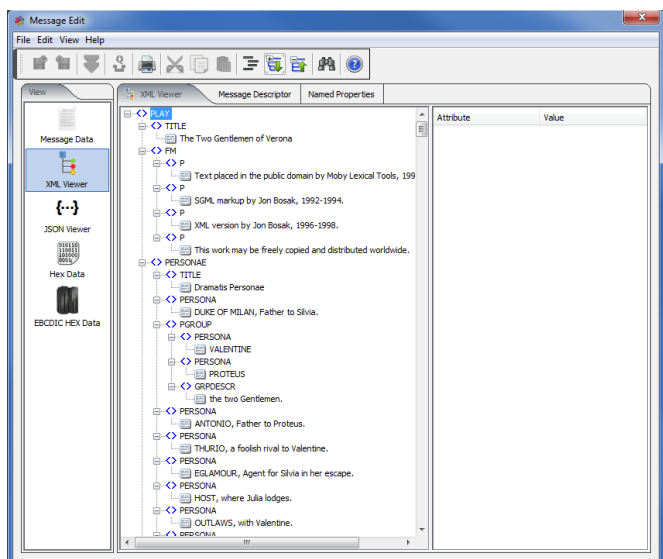 Message Edit
File Edit View Help
View
Message Data
XML Viewer
{...}
JSON Viewer
Hex Data
EBCDIC HEX Data
XML Viewer Message Descriptor Named Properties
<> PLAY
<> TITLE
The Two Gentlemen of Verona
<> FM
<> P
Text placed in the public domain by Moby Lexical Tools, 199
<> P
SGML markup by Jon Bosak, 1992-1994.
<> P
XML version by Jon Bosak, 1996-1998.
<> P
This work may be freely copied and distributed worldwide.
<> PERSONAE
<> TITLE
Dramatis Personae
<> PERSONA
DUKE OF MILAN, Father to Silvia.
<> PGROUP
<> PERSONA
VALENTINE
<> PERSONA
PROTEUS
<> GRPDESCR
the two Gentlemen.
<> PERSONA
ANTONIO, Father to Proteus.
<> PERSONA
THURIO, a foolish rival to Valentine.
<> PERSONA
EGLAMOUR, Agent for Silvia in her escape.
<> PERSONA
HOST, where Julia lodges.
<> PERSONA
OUTLAWS, with Valentine.
<> PERSONA
Attribute Value